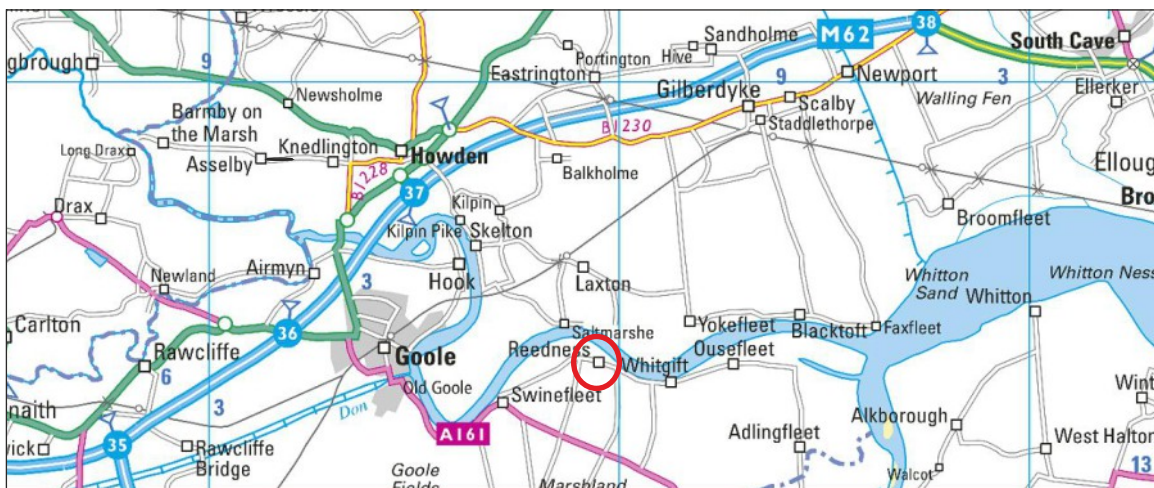 38
M62
South Cave
Sandholme
Portington
Hive
gbrough
9
Eastrington
9
Newport
3
Newsholme
Gilberdyke
Ellerker
Scalby
Walling Fen
Barmby on
the Marsh
B1230
Staddlethorpe
Long Drax
Knedlington
Howden
Asselby
Balkholme
Elloug
B1228
37
Bro
Drax
Kilpin
Broomfleet
Kilpin Pike
Skelton
Newland
Airmyn
3
Hook
Laxton
Whitton
Sand
Whitton Ness
Whitton
Carlton
36
Saltmarshe
Yokefleet
Blacktoft
Faxfleet
Rawcliffe
Goole
Reedness
Whitgift
Ousefleet
6
Old Goole
Swinefleet
naith
3
Don
Wint
Alkborough
A161
Adlingfleet
West Halton
wick
35
Rawcliffe
Bridge
Goole
Fields
Marshland
Walcot
13